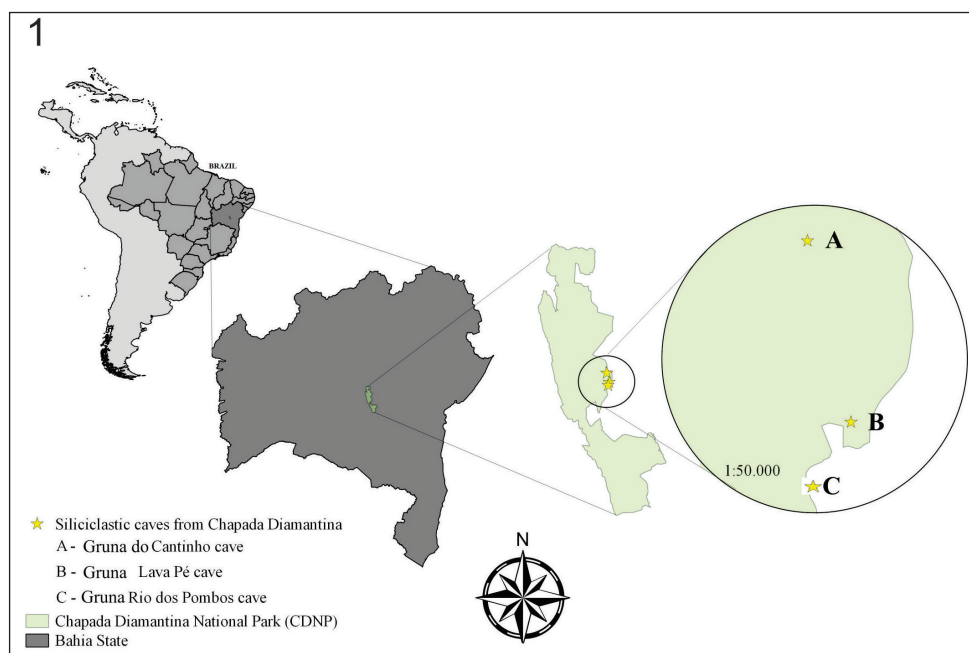 1
BRAZIL
A
B
1:50.000
C
N
Siliciclastic caves from Chapada Diamantina
A - Gruna do Cantinho cave
B - Gruna Lava Pé cave
C - Gruna Rio dos Pombos cave
Chapada Diamantina National Park (CDNP)
Bahia State